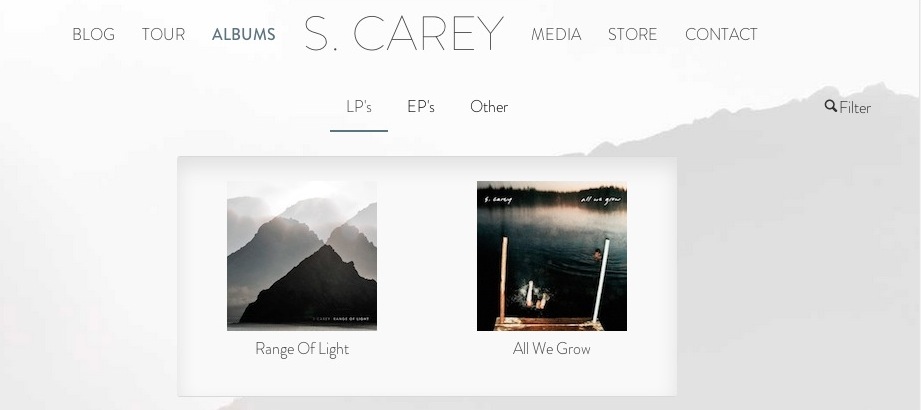 BLOG TOUR ALBUMS S. CAREY MEDIA STORE CONTACT
LP's EP's Other Filter
s. carey all we grow
S. CAREY RANGE OF LIGHT
Range Of Light All We Grow